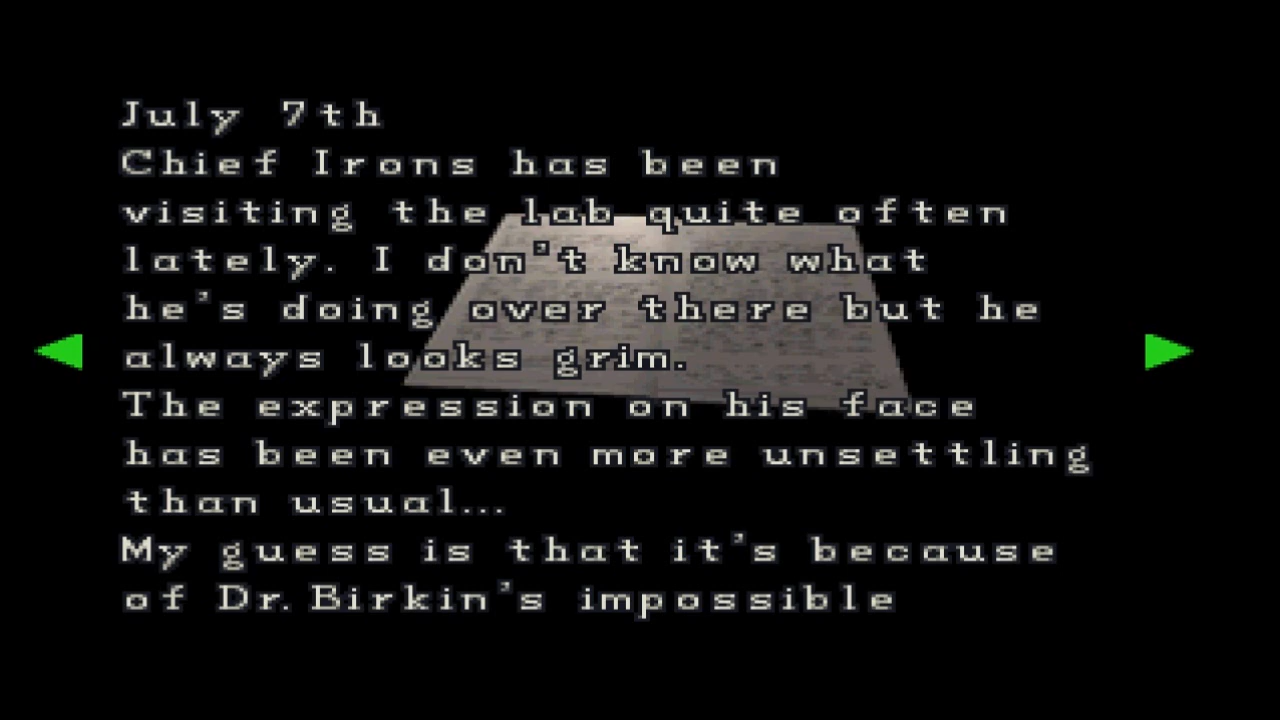 July 7th
Chief Irons has been
visiting the lab quite often
lately. I don't know what
he's doing over there but he
always looks grim.
The expression on his face
has been even more unsettling
than usual...
My guess is that it's because
of Dr. Birkin's impossible